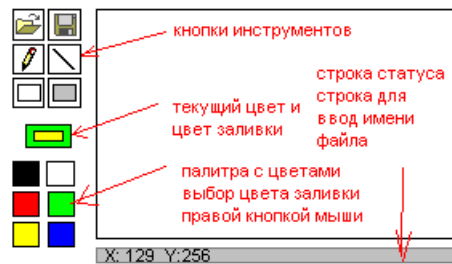 кнопки инструментов
строка статуса
строка для
ввод имени
файла
текущий цвет и
цвет заливки
палитра с цветами
выбор цвета заливки
правой кнопкой мыши
X: 129 Y:256